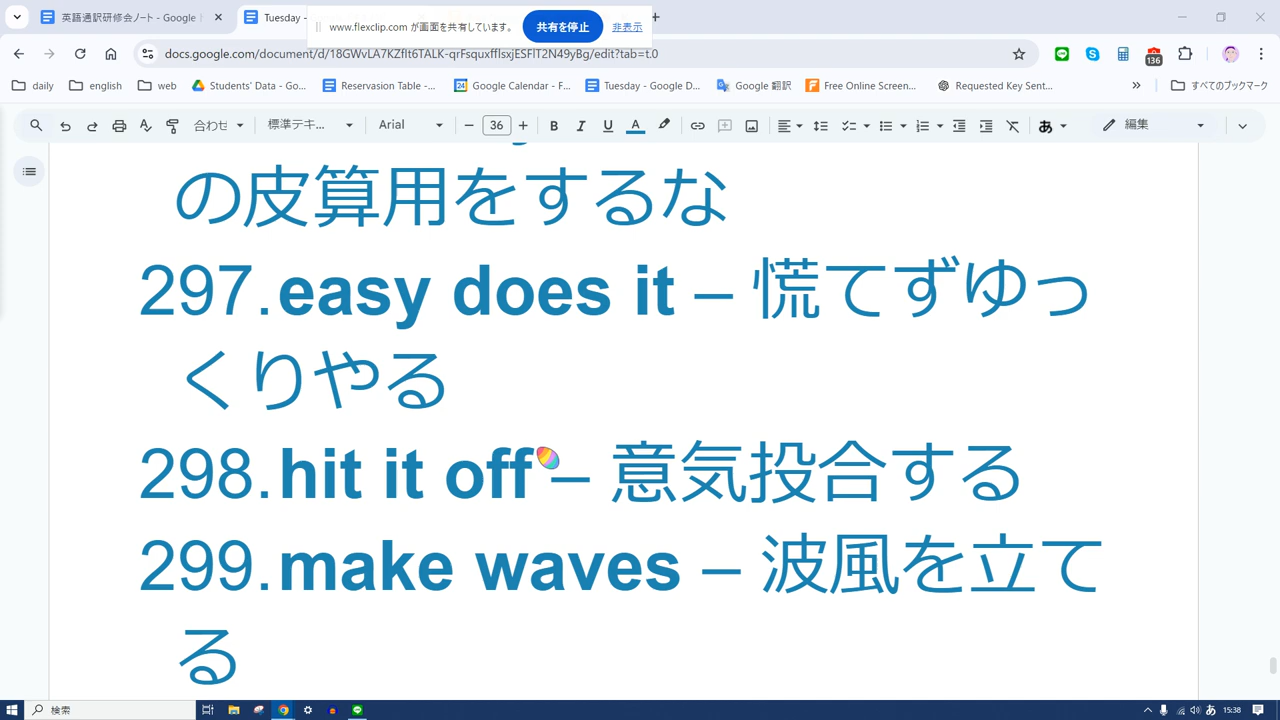 英語通訳研修会ノート - Google
Tuesday -
www.flexclip.com が画面を共有しています。 共有を停止 非表示
docs.google.com/document/d/18GWvLA7KZflt6TALK-qrFsquxfflsxjESFlT2N49yBg/edit?tab=t.0
136
daily english web Students' Data - Go... Reservasion Table -... Google Calendar - F... Tuesday - Google D... Google 翻訳 Free Online Screen... Requested Key Sent... » すべてのブックマーク
合わせ 標準テキ... Arial − 36 + B I U A あ 編集
の皮算用をするな
297. easy does it – 慌てずゆっ
くりやる
298. hit it off – 意気投合する
299. make waves – 波風を立て
る
検索 あ 15:38